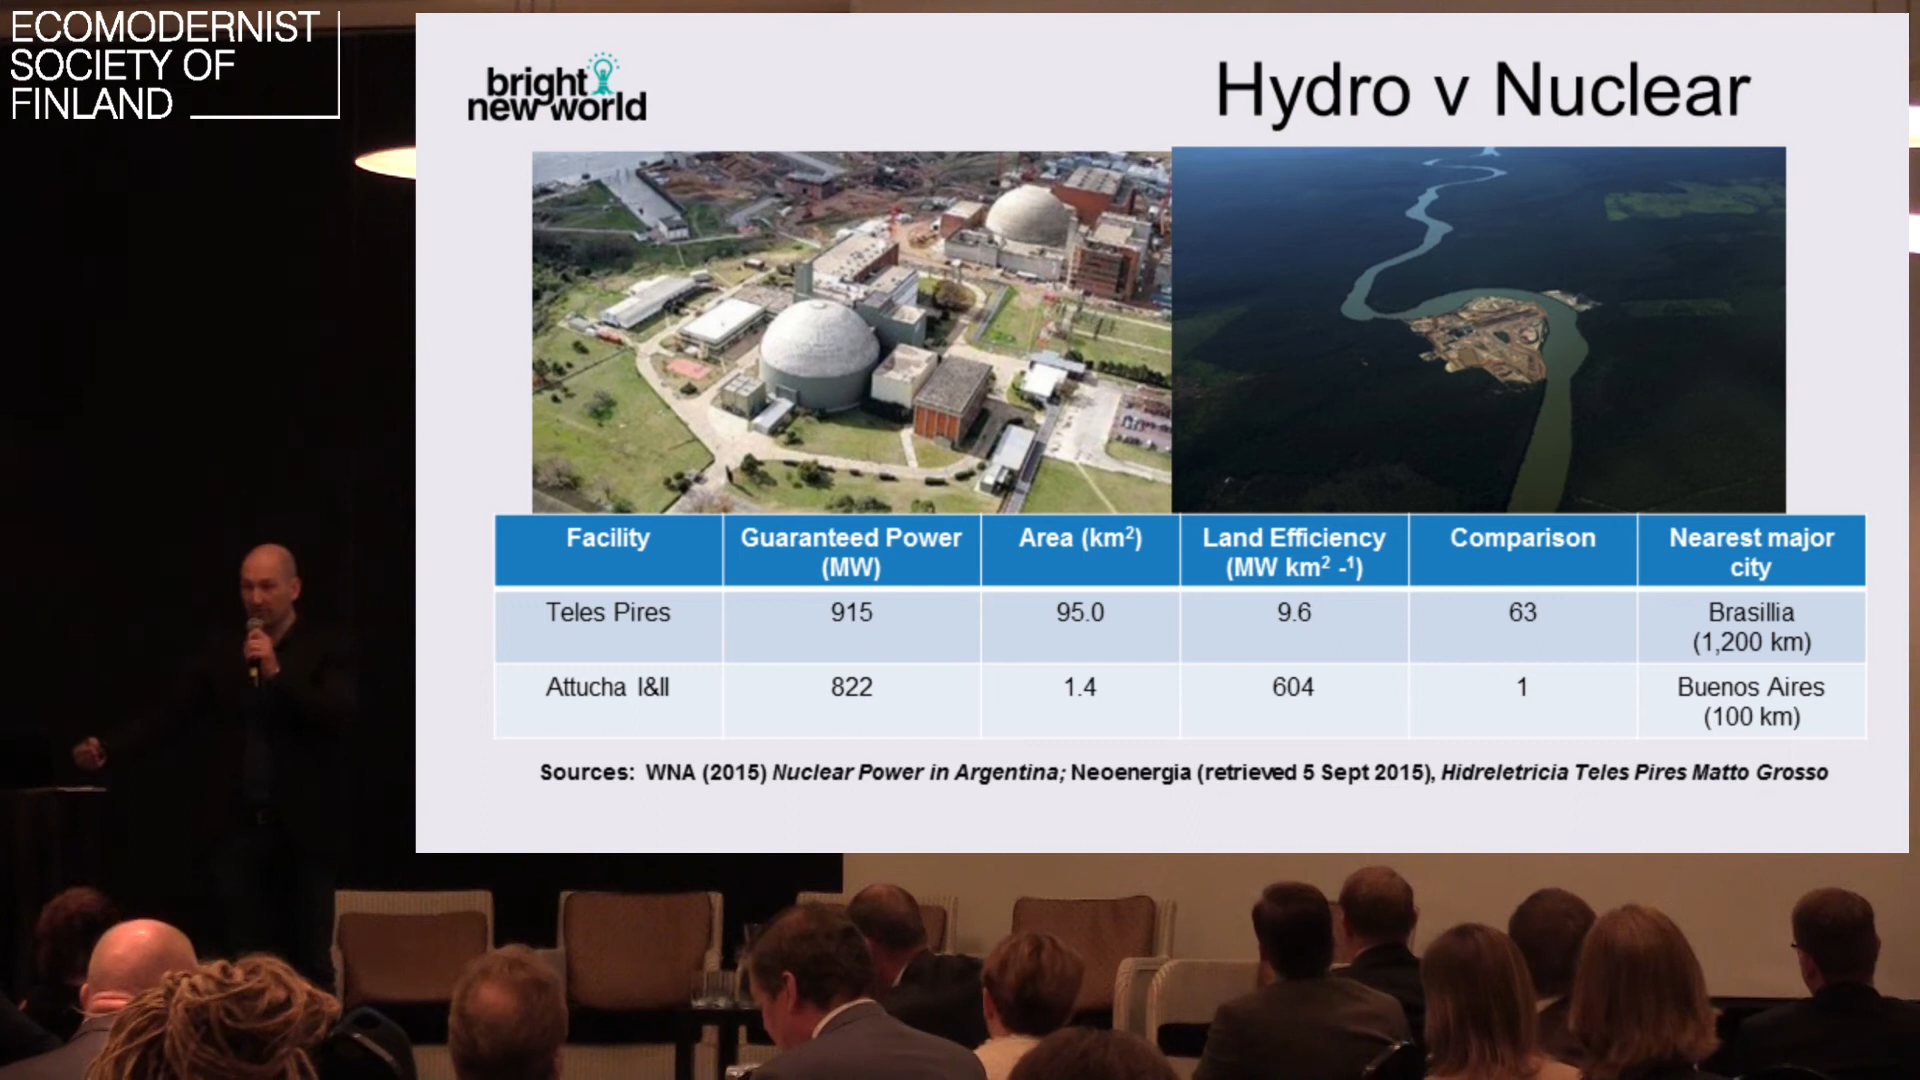 ECOMODERNIST
SOCIETY OF
FINLAND
bright
new world
Hydro v Nuclear
Facility
Guaranteed Power
(MW)
Area (km²)
Land Efficiency
(MW km² -¹)
Comparison
Nearest major
city
Teles Pires
915
95.0
9.6
63
Brasillia
(1,200 km)
Attucha I&II
822
1.4
604
1
Buenos Aires
(100 km)
Sources: WNA (2015) Nuclear Power in Argentina; Neoenergia (retrieved 5 Sept 2015), Hidreletricia Teles Pires Matto Grosso